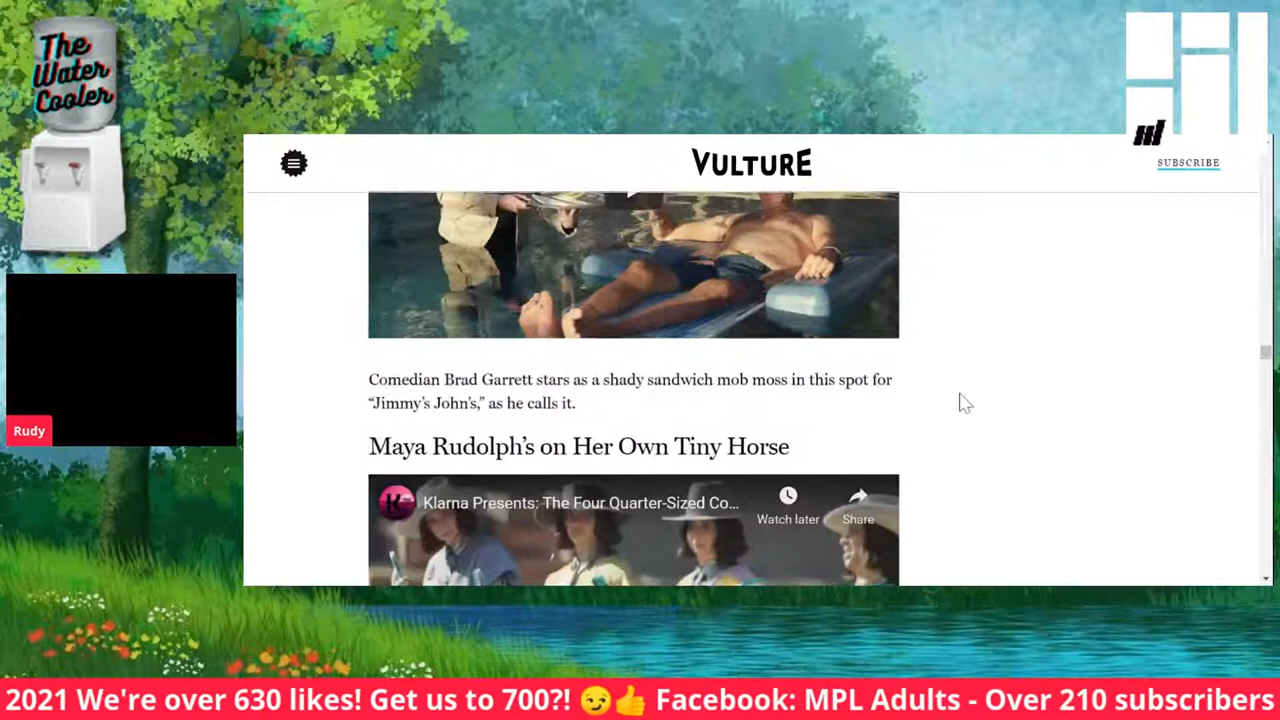 The
Water
Cooler
VULTURE
SUBSCRIBE
Comedian Brad Garrett stars as a shady sandwich mob moss in this spot for
“Jimmy’s John’s,” as he calls it.
Maya Rudolph’s on Her Own Tiny Horse
K
Klarna Presents: The Four Quarter-Sized Co...
Watch later
Share
Rudy
2021 We're over 630 likes! Get us to 700?! 😏👍 Facebook: MPL Adults - Over 210 subscribers